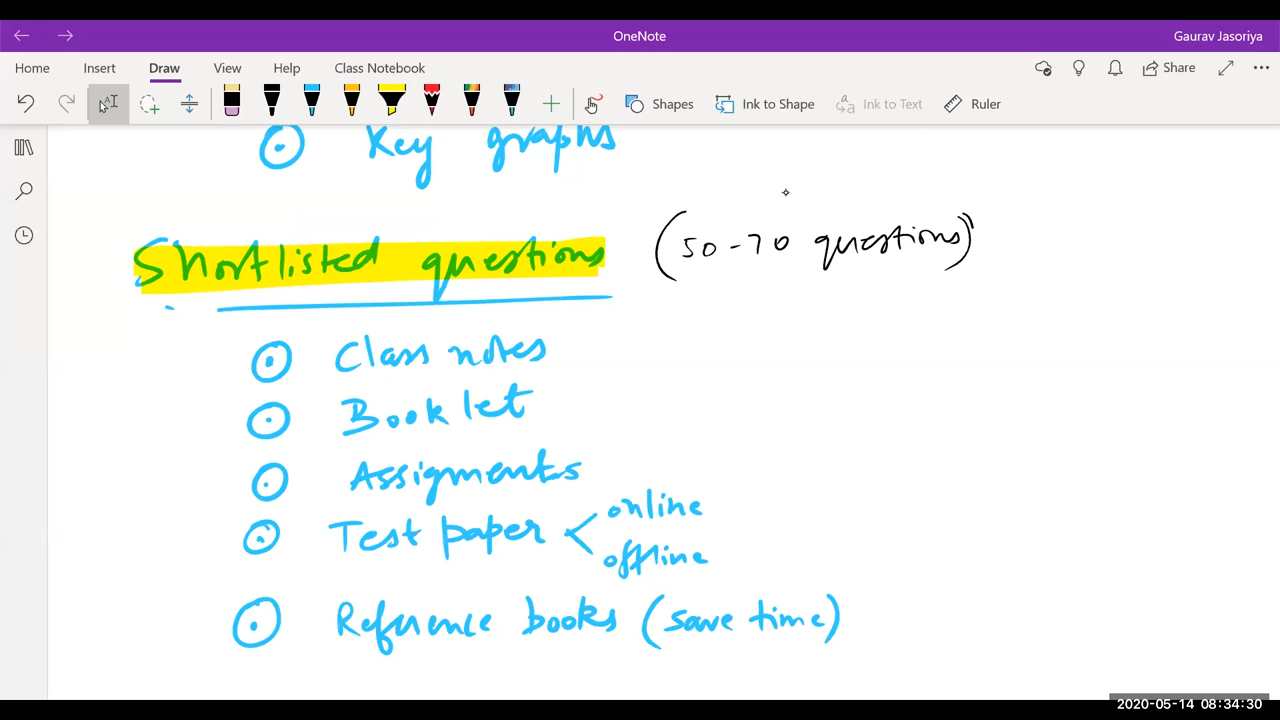 OneNote
Gaurav Jasoriya
Home Insert Draw View Help Class Notebook Share
Shapes Ink to Shape Ink to Text Ruler
Key graphs
Shortlisted questions (50-70 questions)
Class notes
Booklet
Assigments
Test paper < online
offline
Reference books (save time)
2020-05-14 08:34:30